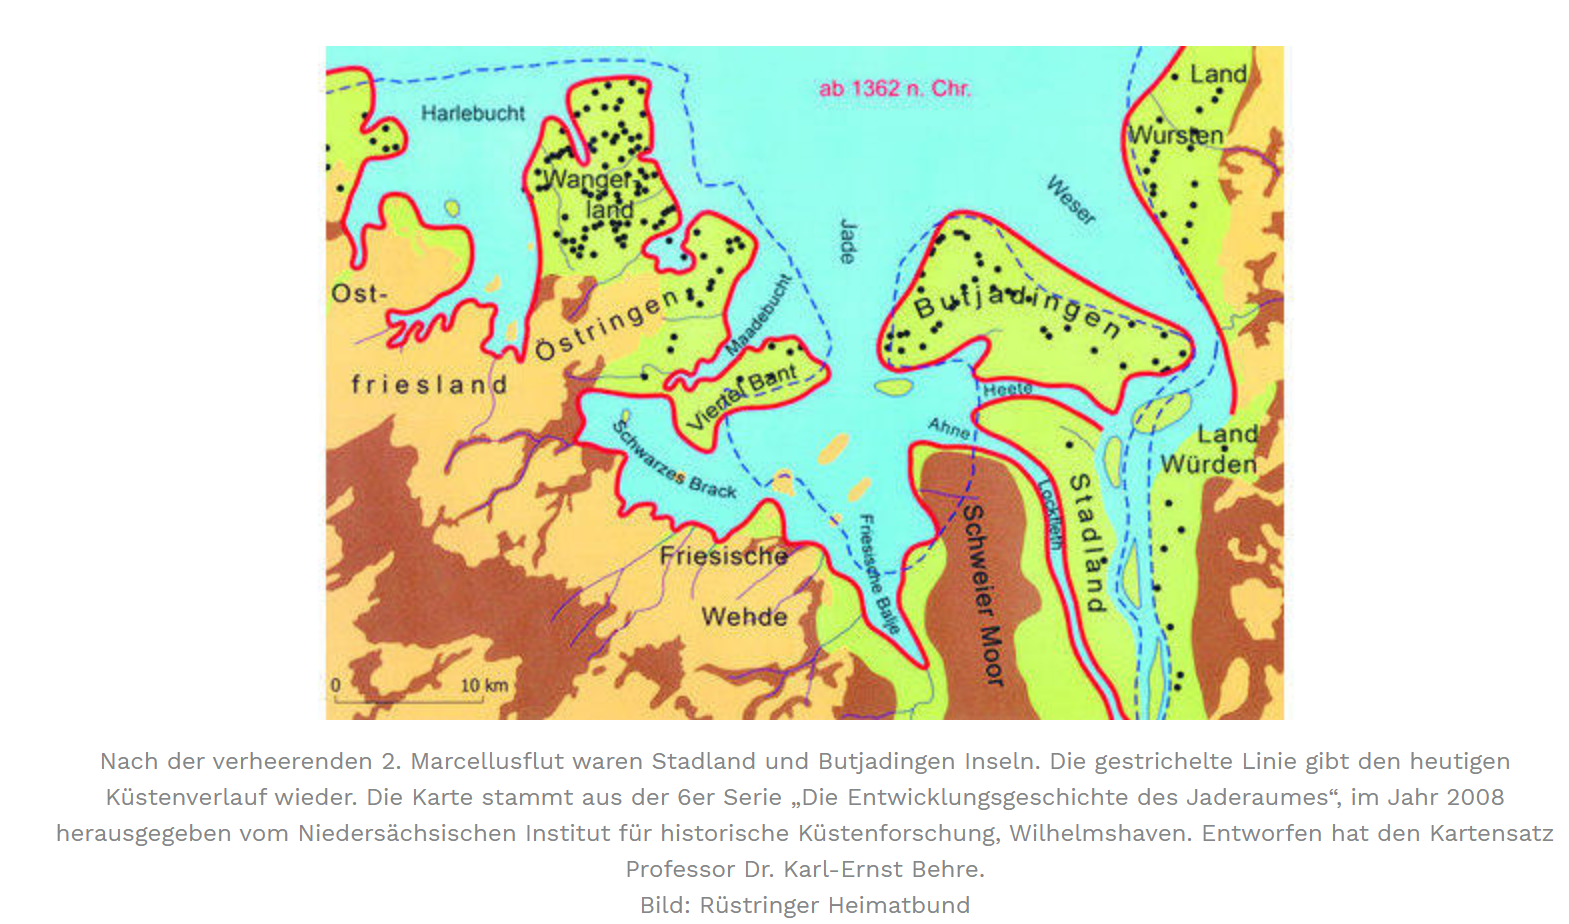 ab 1362 n. Chr.
Land
Wursten
Harlebucht
Wanger-
land
Weser
Jade
Ost-
friesland
Östringen
Maadebucht
Butjadingen
Viertel Bant
Heete
Ahne
Land
Würden
Schwarzes Brack
Stadland
Lockfleth
Friesische Balje
Schweier Moor
Friesische
Wehde
0 10 km
Nach der verheerenden 2. Marcellusflut waren Stadland und Butjadingen Inseln. Die gestrichelte Linie gibt den heutigen
Küstenverlauf wieder. Die Karte stammt aus der 6er Serie „Die Entwicklungsgeschichte des Jaderaumes“, im Jahr 2008
herausgegeben vom Niedersächsischen Institut für historische Küstenforschung, Wilhelmshaven. Entworfen hat den Kartensatz
Professor Dr. Karl-Ernst Behre.
Bild: Rüstringer Heimatbund